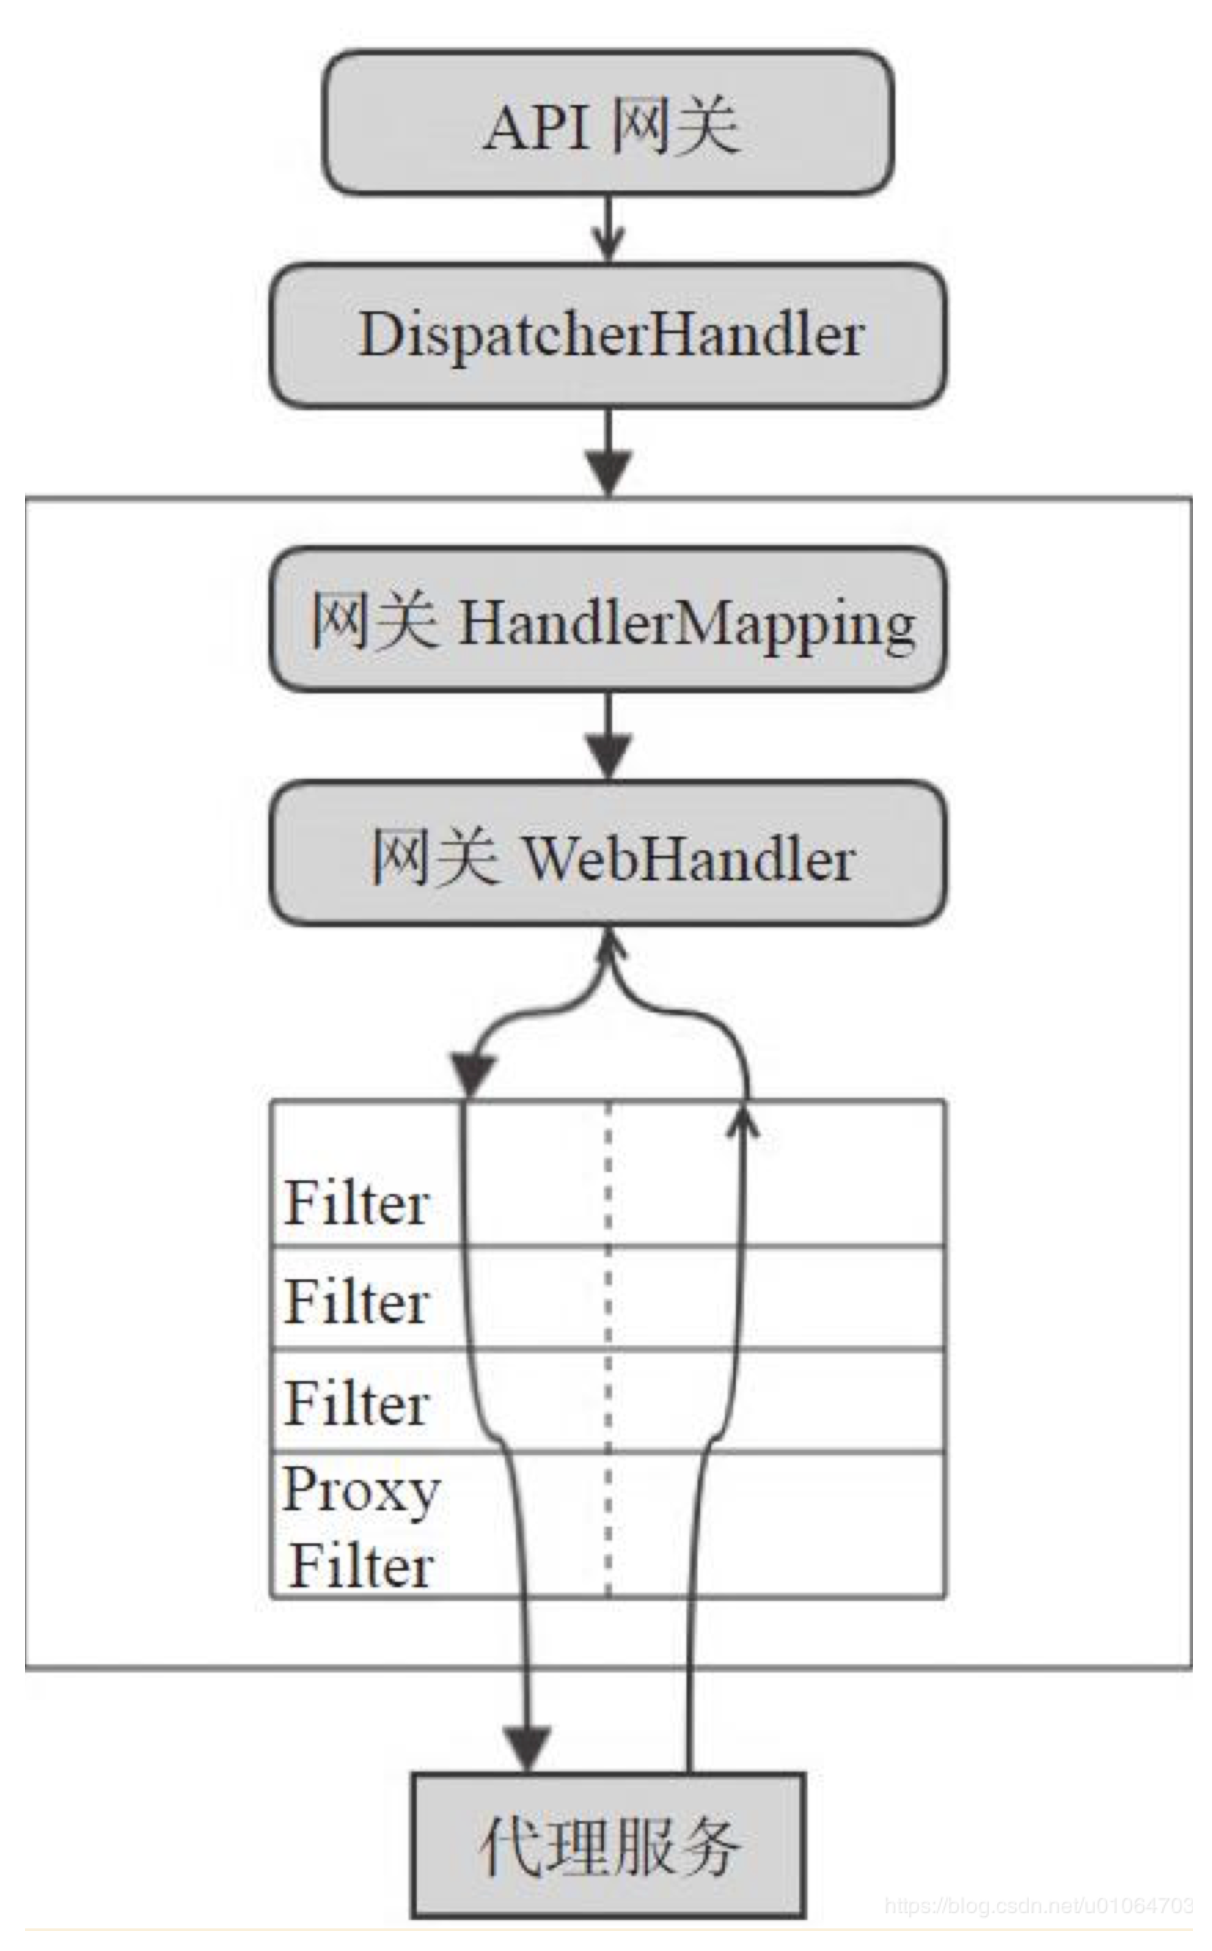 API 网关
DispatcherHandler
网关 HandlerMapping
网关 WebHandler
Filter
Filter
Filter
Proxy
Filter
代理服务
https://blog.csdn.net/u01064703